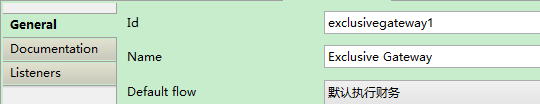 General
Documentation
Listeners
Id
exclusivegateway1
Name
Exclusive Gateway
Default flow
默认执行财务